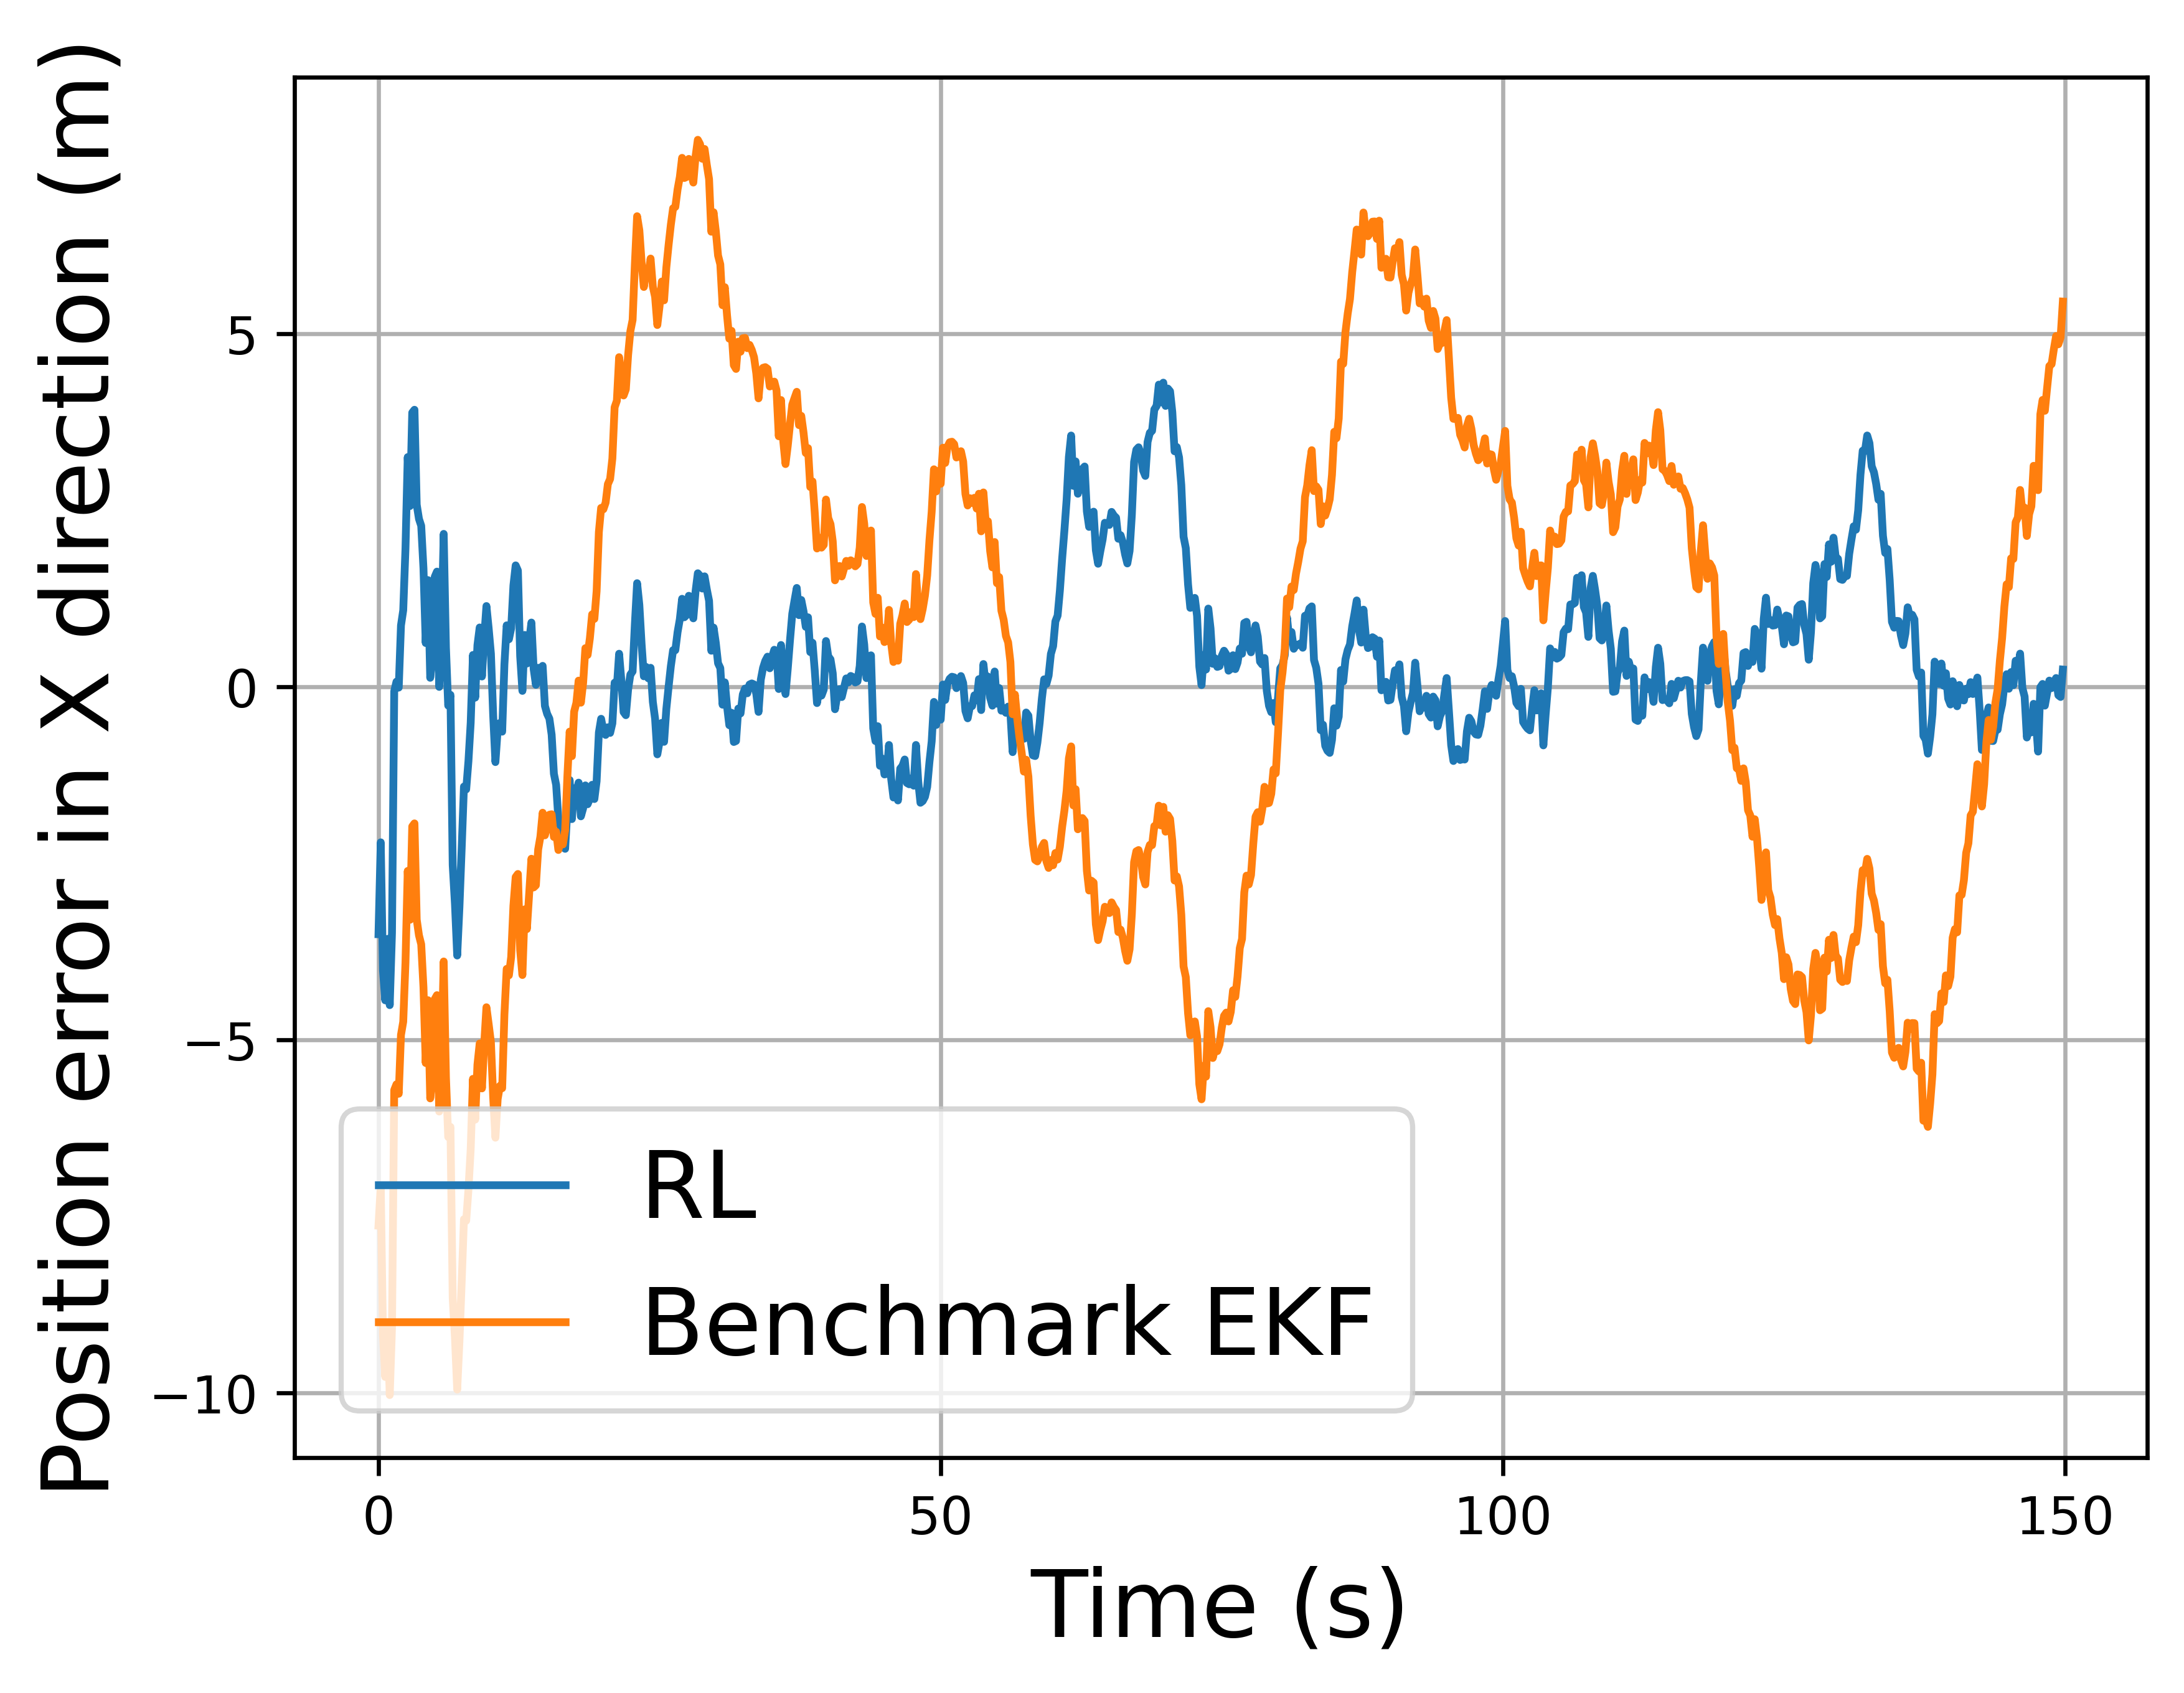 Position error in X direction (m)
5
0
−5
−10
RL
Benchmark EKF
0
50
100
150
Time (s)